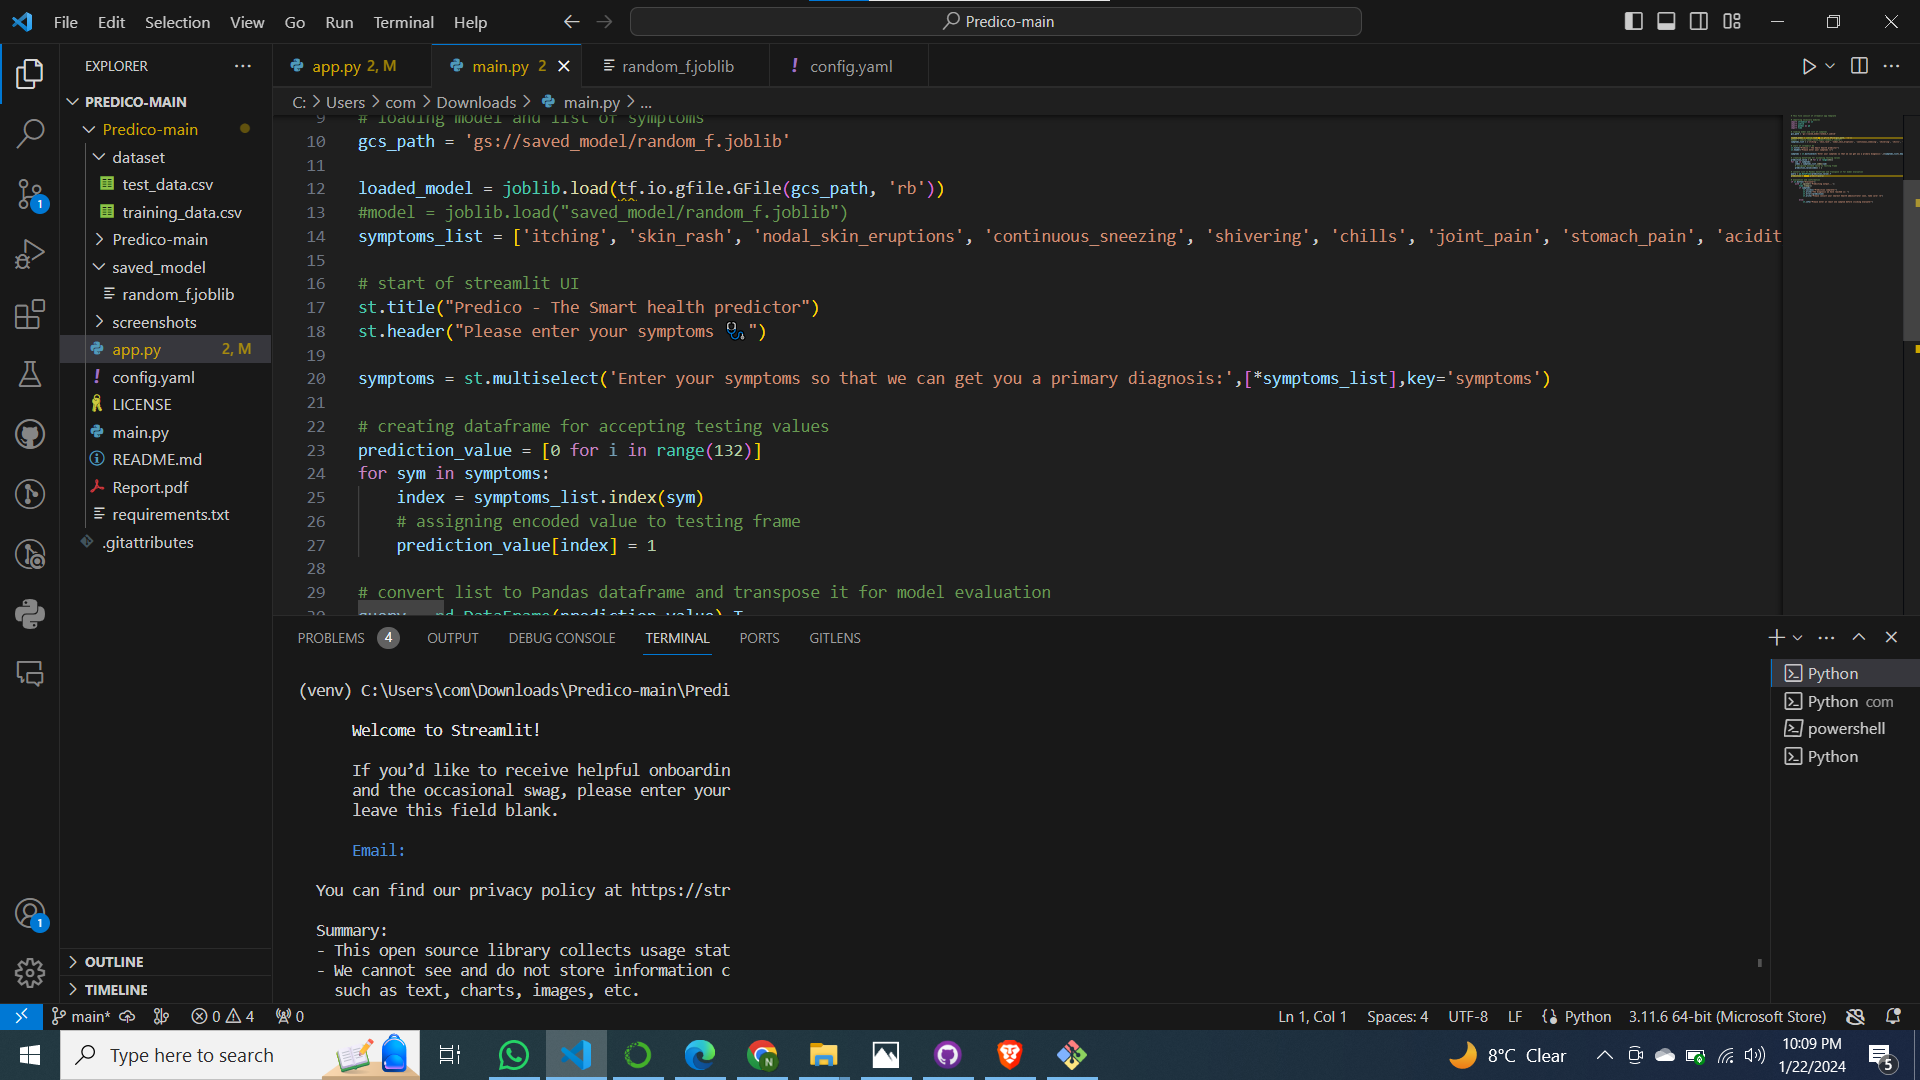 File Edit Selection View Go Run Terminal Help
Predico-main
EXPLORER
PREDICO-MAIN
Predico-main
dataset
test_data.csv
training_data.csv
Predico-main
saved_model
random_f.joblib
screenshots
app.py 2, M
config.yaml
LICENSE
main.py
README.md
Report.pdf
requirements.txt
.gitattributes
OUTLINE
TIMELINE
app.py 2, M main.py 2 random_f.joblib config.yaml
C: > Users > com > Downloads > main.py > ...
9 # loading model and list of symptoms
10 gcs_path = 'gs://saved_model/random_f.joblib'
11
12 loaded_model = joblib.load(tf.io.gfile.GFile(gcs_path, 'rb'))
13 #model = joblib.load("saved_model/random_f.joblib")
14 symptoms_list = ['itching', 'skin_rash', 'nodal_skin_eruptions', 'continuous_sneezing', 'shivering', 'chills', 'joint_pain', 'stomach_pain', 'acidit
15
16 # start of streamlit UI
17 st.title("Predico - The Smart health predictor")
18 st.header("Please enter your symptoms 🩺")
19
20 symptoms = st.multiselect('Enter your symptoms so that we can get you a primary diagnosis:',[*symptoms_list],key='symptoms')
21
22 # creating dataframe for accepting testing values
23 prediction_value = [0 for i in range(132)]
24 for sym in symptoms:
25 index = symptoms_list.index(sym)
26 # assigning encoded value to testing frame
27 prediction_value[index] = 1
28
29 # convert list to Pandas dataframe and transpose it for model evaluation
30 query = pd.DataFrame(prediction_value).T
PROBLEMS 4 OUTPUT DEBUG CONSOLE TERMINAL PORTS GITLENS
(venv) C:\Users\com\Downloads\Predico-main\Predi
Welcome to Streamlit!
If you’d like to receive helpful onboardin
and the occasional swag, please enter your
leave this field blank.
Email:
You can find our privacy policy at https://str
Summary:
- This open source library collects usage stat
- We cannot see and do not store information c
such as text, charts, images, etc.
Python
Python com
powershell
Python
1
1
main* 0 4 0 Ln 1, Col 1 Spaces: 4 UTF-8 LF Python 3.11.6 64-bit (Microsoft Store)
Type here to search
8°C Clear
10:09 PM
1/22/2024
5